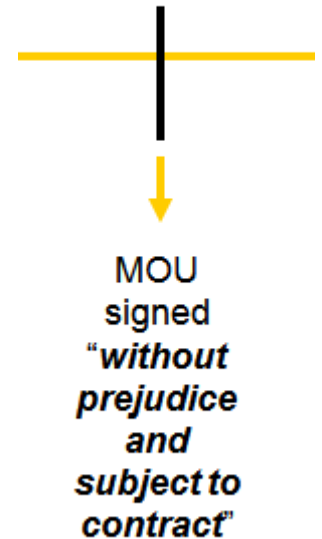 MOU
signed
“without
prejudice
and
subject to
contract”